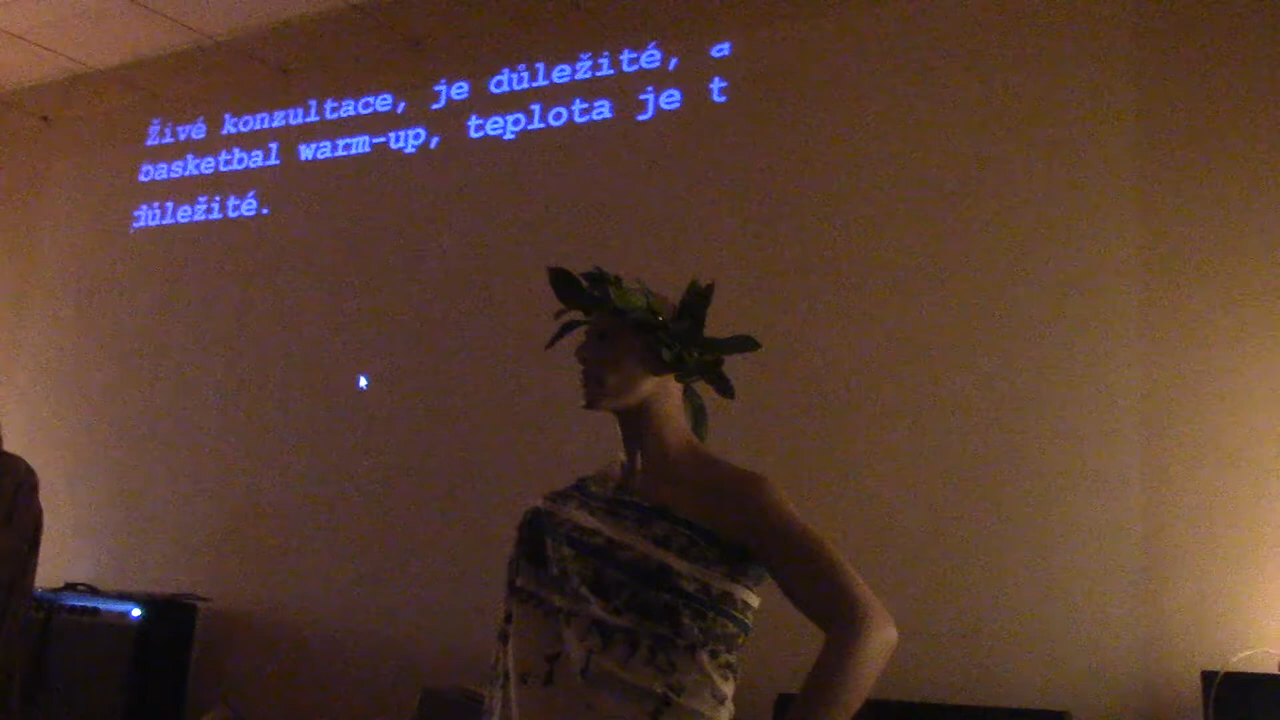 Živé konzultace, je důležité, a
basketbal warm-up, teplota je t
důležité.